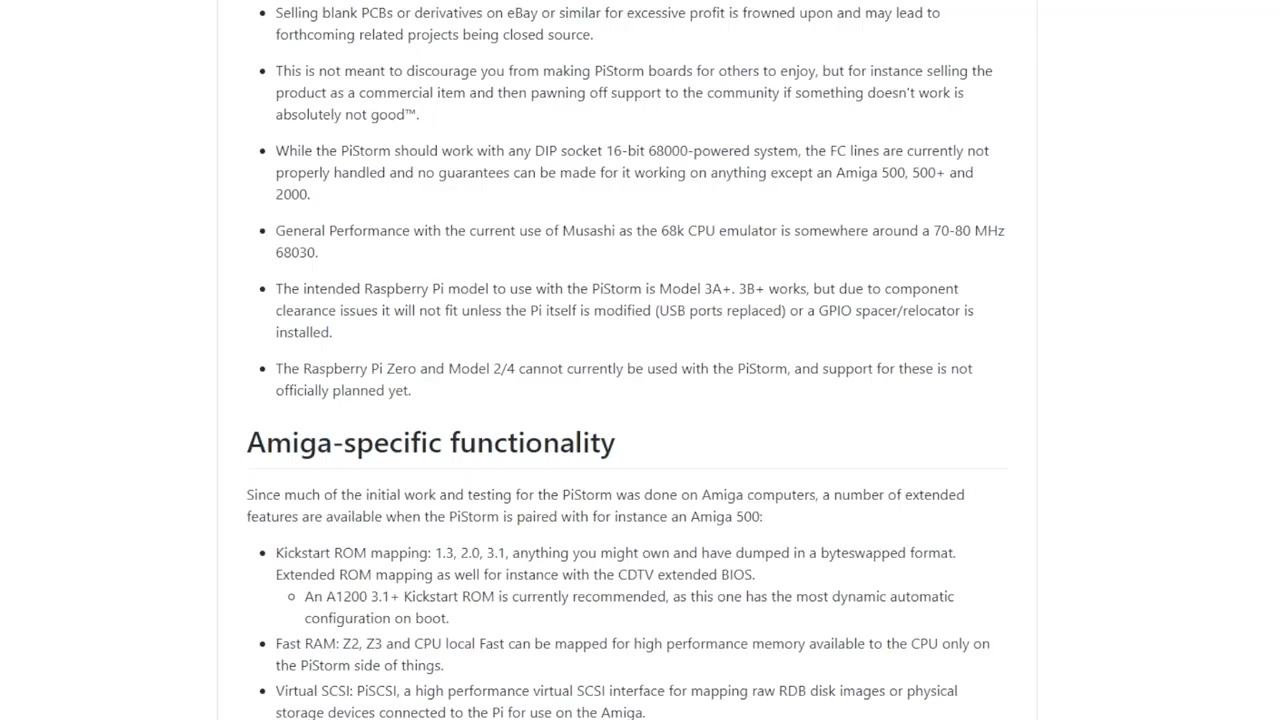 Selling blank PCBs or derivatives on eBay or similar for excessive profit is frowned upon and may lead to
forthcoming related projects being closed source.
This is not meant to discourage you from making PiStorm boards for others to enjoy, but for instance selling the
product as a commercial item and then pawning off support to the community if something doesn't work is
absolutely not good™.
While the PiStorm should work with any DIP socket 16-bit 68000-powered system, the FC lines are currently not
properly handled and no guarantees can be made for it working on anything except an Amiga 500, 500+ and
2000.
General Performance with the current use of Musashi as the 68k CPU emulator is somewhere around a 70-80 MHz
68030.
The intended Raspberry Pi model to use with the PiStorm is Model 3A+. 3B+ works, but due to component
clearance issues it will not fit unless the Pi itself is modified (USB ports replaced) or a GPIO spacer/relocator is
installed.
The Raspberry Pi Zero and Model 2/4 cannot currently be used with the PiStorm, and support for these is not
officially planned yet.
Amiga-specific functionality
Since much of the initial work and testing for the PiStorm was done on Amiga computers, a number of extended
features are available when the PiStorm is paired with for instance an Amiga 500:
Kickstart ROM mapping: 1.3, 2.0, 3.1, anything you might own and have dumped in a byteswapped format.
Extended ROM mapping as well for instance with the CDTV extended BIOS.
An A1200 3.1+ Kickstart ROM is currently recommended, as this one has the most dynamic automatic
configuration on boot.
Fast RAM: Z2, Z3 and CPU local Fast can be mapped for high performance memory available to the CPU only on
the PiStorm side of things.
Virtual SCSI: PiSCSI, a high performance virtual SCSI interface for mapping raw RDB disk images or physical
storage devices connected to the Pi for use on the Amiga.